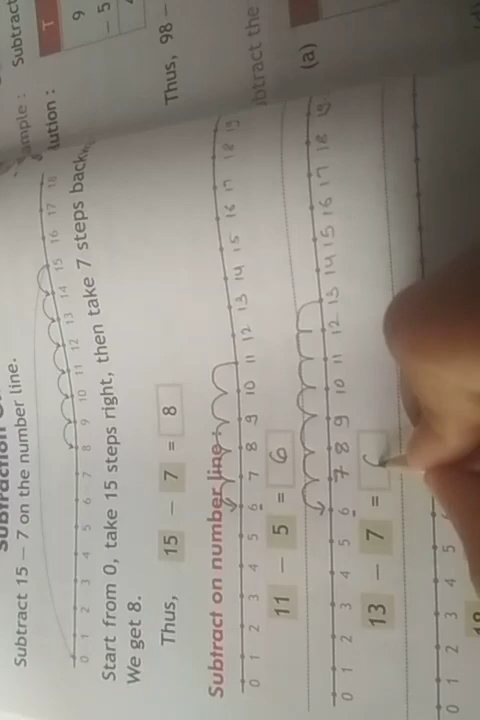 Subtraction
Subtract 15 – 7 on the number line.
0 1 2 3 4 5 6 7 8 9 10 11 12 13 14 15 16 17 18
Start from 0, take 15 steps right, then take 7 steps back
We get 8.
Thus, 15 – 7 = 8
Subtract on number line:
0 1 2 3 4 5 6 7 8 9 10 11 12 13 14 15 16 17 18 19
11 – 5 = 6
0 1 2 3 4 5 6 7 8 9 10 11 12 13 14 15 16 17 18 19
13 – 7 =
0 1 2 3 4 5
Subtract
T
9
– 5
Thus, 98 –
(a)